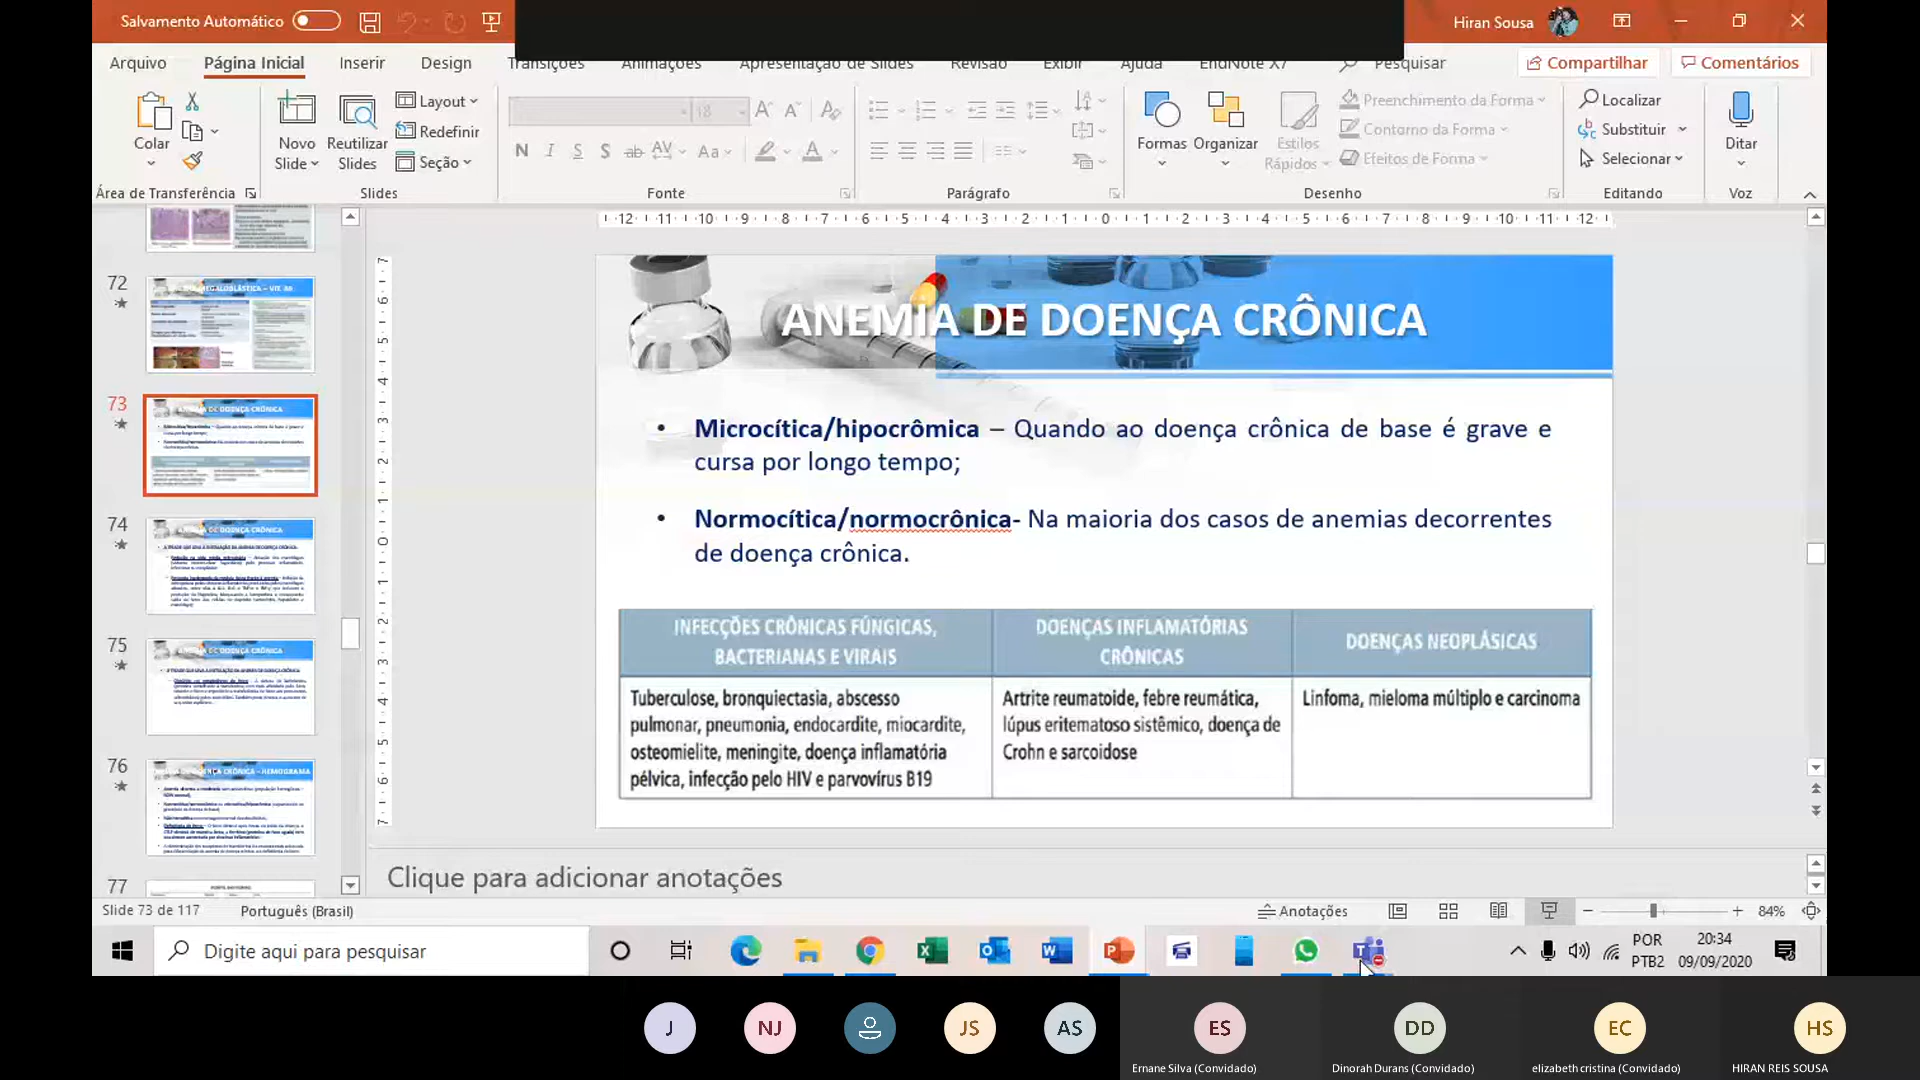 Salvamento Automático
Hiran Sousa
Arquivo
Página Inicial
Inserir
Design
Transições
Animações
Apresentação de Slides
Revisão
Exibir
Ajuda
EndNote X7
Pesquisar
Compartilhar
Comentários
Colar
Novo Slide
Reutilizar Slides
Layout
Redefinir
Seção
18
N I S S ab AV Aa A
Formas
Organizar
Estilos Rápidos
Preenchimento da Forma
Contorno da Forma
Efeitos de Forma
Localizar
Substituir
Selecionar
Ditar
Área de Transferência
Slides
Fonte
Parágrafo
Desenho
Editando
Voz
72
73
74
75
76
77
ANEMIA DE DOENÇA CRÔNICA
• Microcítica/hipocrômica – Quando ao doença crônica de base é grave e
cursa por longo tempo;
• Normocítica/normocrônica- Na maioria dos casos de anemias decorrentes
de doença crônica.
INFECÇÕES CRÔNICAS FÚNGICAS,
BACTERIANAS E VIRAIS
DOENÇAS INFLAMATÓRIAS
CRÔNICAS
DOENÇAS NEOPLÁSICAS
Tuberculose, bronquiectasia, abscesso
pulmonar, pneumonia, endocardite, miocardite,
osteomielite, meningite, doença inflamatória
pélvica, infecção pelo HIV e parvovírus B19
Artrite reumatoide, febre reumática,
lúpus eritematoso sistêmico, doença de
Crohn e sarcoidose
Linfoma, mieloma múltiplo e carcinoma
Clique para adicionar anotações
Slide 73 de 117
Português (Brasil)
Anotações
84%
Digite aqui para pesquisar
POR
PTB2
20:34
09/09/2020
J
NJ
JS
AS
ES
DD
EC
HS
Ernane Silva (Convidado)
Dinorah Durans (Convidado)
elizabeth cristina (Convidado)
HIRAN REIS SOUSA